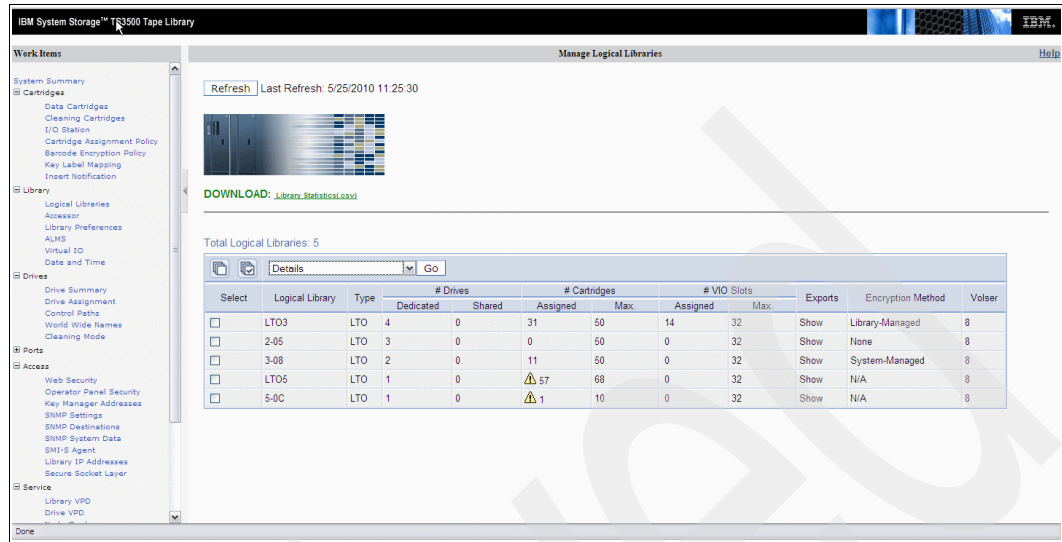 IBM System Storage™ TS3500 Tape Library
IBM.
Work Items
Manage Logical Libraries
Help
System Summary
Cartridges
Data Cartridges
Cleaning Cartridges
I/O Station
Cartridge Assignment Policy
Barcode Encryption Policy
Key Label Mapping
Insert Notification
Library
Logical Libraries
Accessor
Library Preferences
ALMS
Virtual IO
Date and Time
Drives
Drive Summary
Drive Assignment
Control Paths
World Wide Names
Cleaning Mode
Ports
Access
Web Security
Operator Panel Security
Key Manager Addresses
SNMP Settings
SNMP Destinations
SNMP System Data
SMI-S Agent
Library IP Addresses
Secure Socket Layer
Service
Library VPD
Drive VPD
Refresh Last Refresh: 5/25/2010 11:25:30
DOWNLOAD: Library Statistics(.csv)
Total Logical Libraries: 5
Details Go
Select Logical Library Type # Drives # Cartridges # VIO Slots Exports Encryption Method Volser
Dedicated Shared Assigned Max. Assigned Max.
LTO3 LTO 4 0 31 50 14 32 Show Library-Managed 8
2-05 LTO 3 0 0 50 0 32 Show None 8
3-08 LTO 2 0 11 50 0 32 Show System-Managed 8
LTO5 LTO 1 0 57 68 0 32 Show N/A 8
5-0C LTO 1 0 1 10 0 32 Show N/A 8
Done